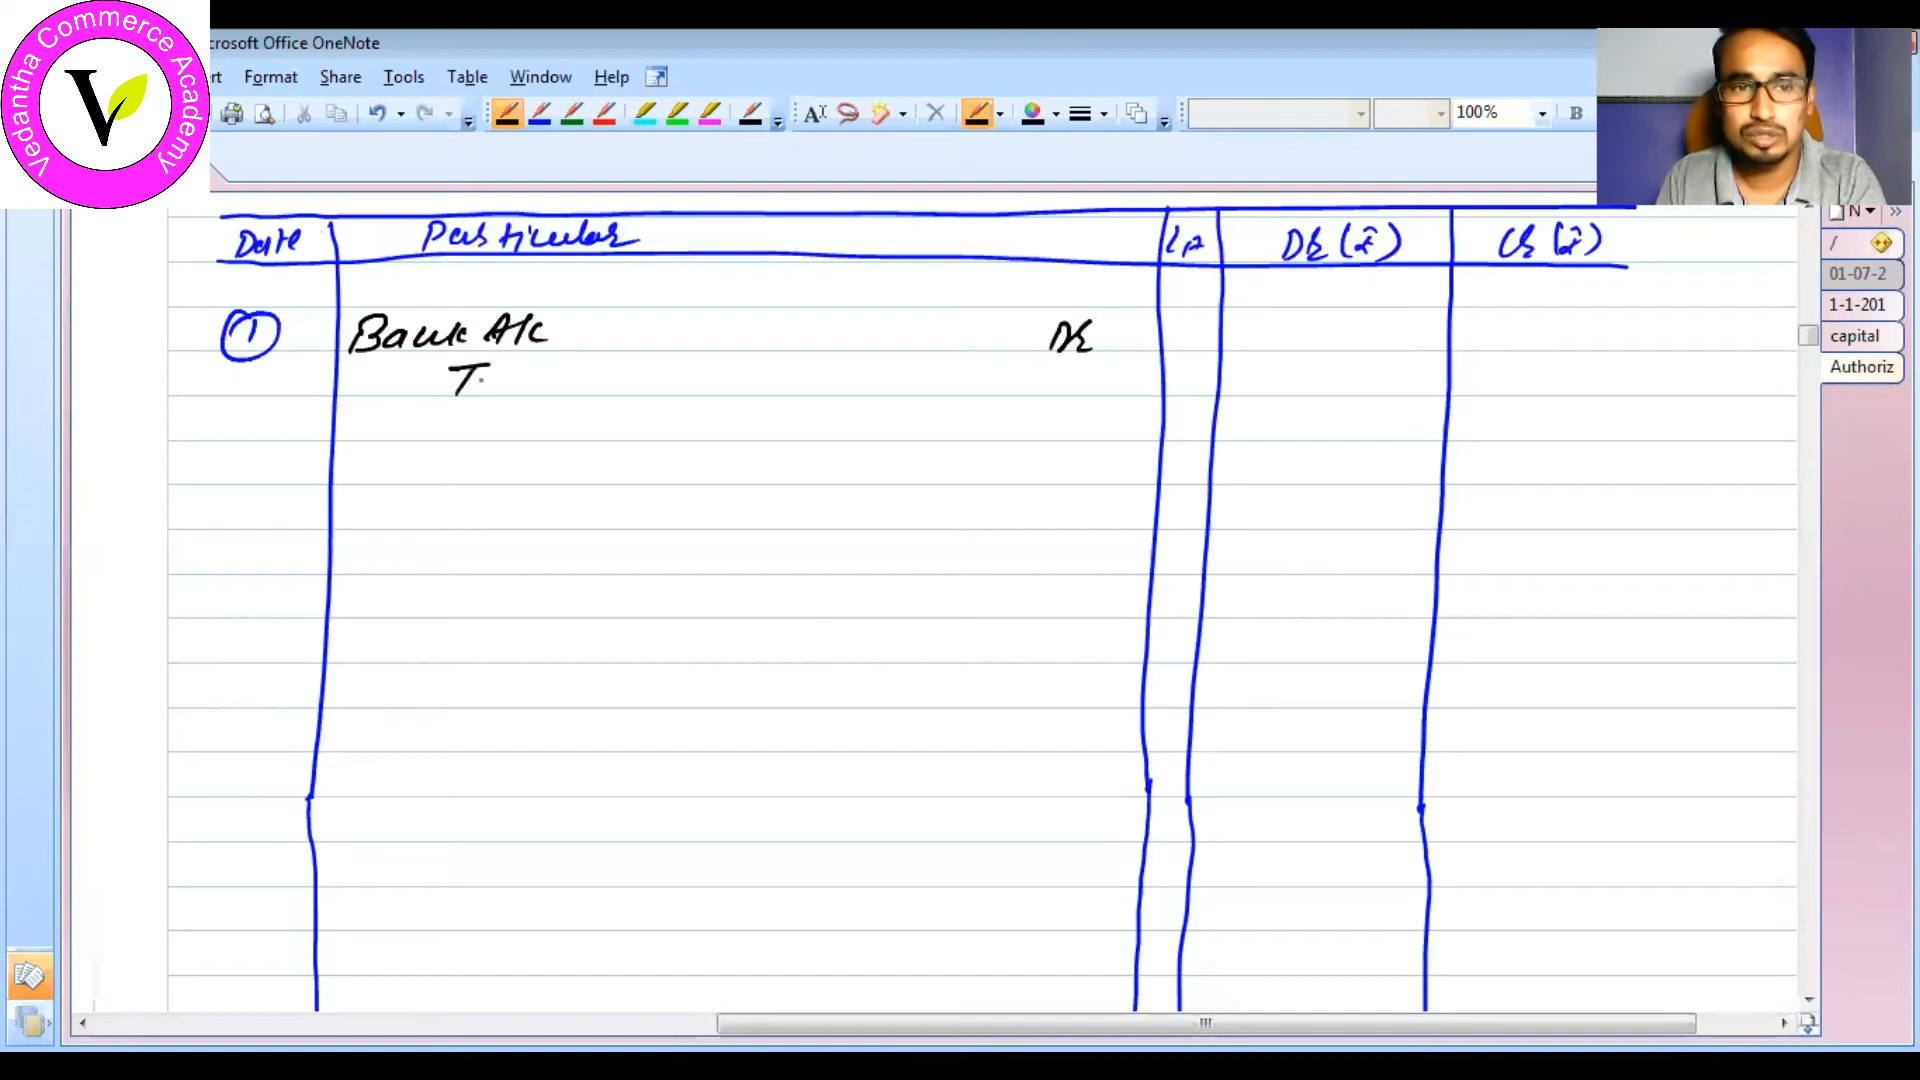 Vedantha Commerce Academy
V
crosoft Office OneNote
rt Format Share Tools Table Window Help
100% B
N
/
01-07-2
1-1-201
capital
Authoriz
Date Particular LF Dr (₹) Cr (₹)
1 Bank A/c Dr
T